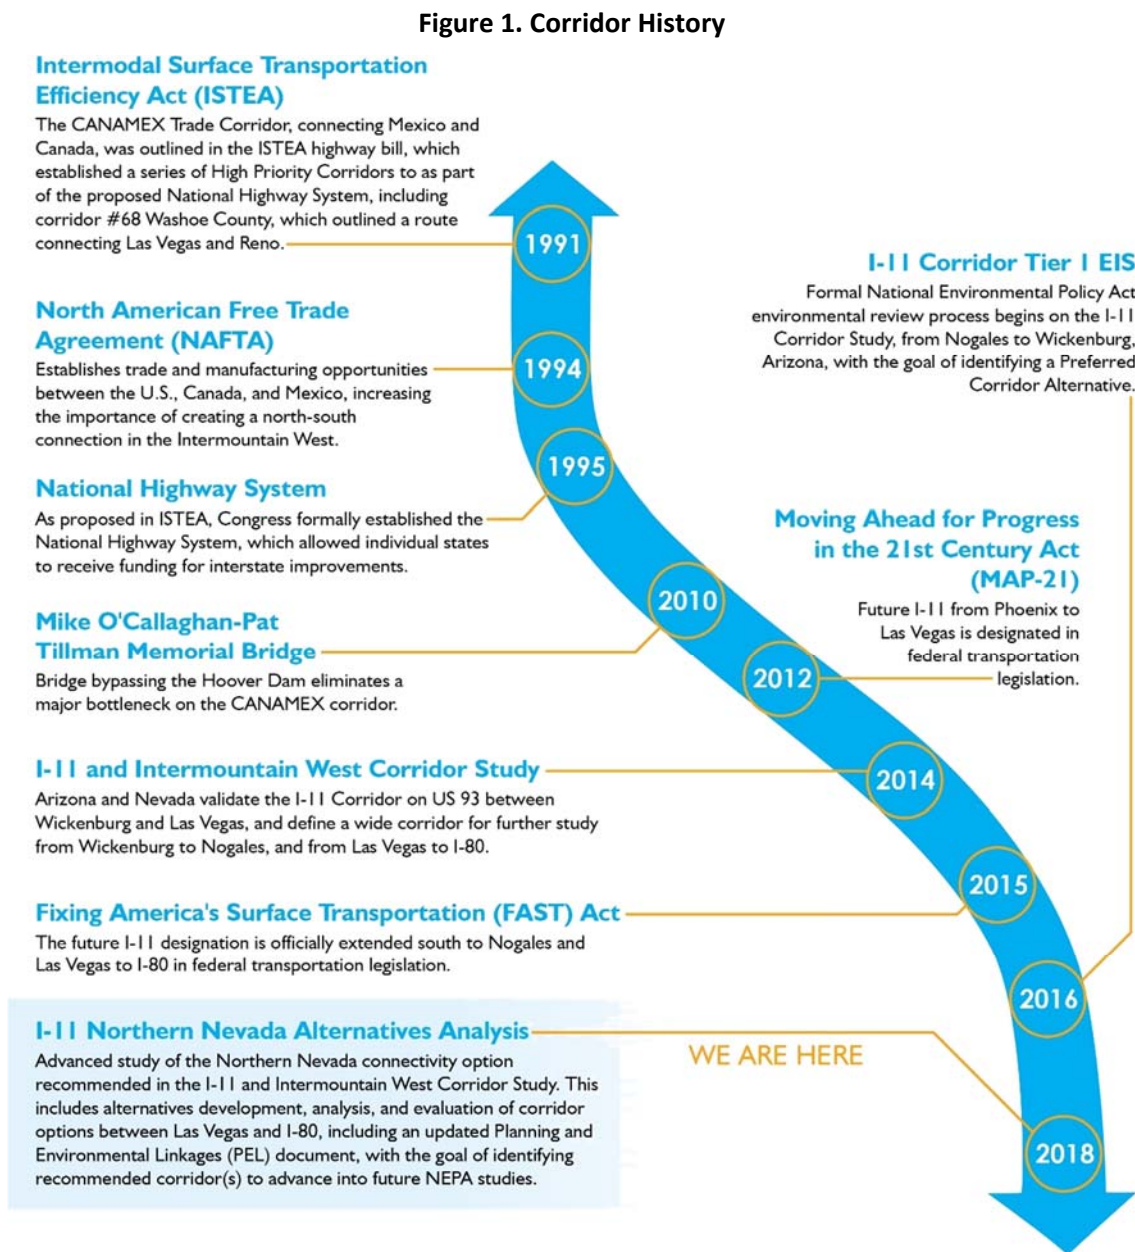 Figure 1. Corridor History
Intermodal Surface Transportation
Efficiency Act (ISTEA)
The CANAMEX Trade Corridor, connecting Mexico and
Canada, was outlined in the ISTEA highway bill, which
established a series of High Priority Corridors to as part
of the proposed National Highway System, including
corridor #68 Washoe County, which outlined a route
connecting Las Vegas and Reno.
1991
North American Free Trade
Agreement (NAFTA)
Establishes trade and manufacturing opportunities
between the U.S., Canada, and Mexico, increasing
the importance of creating a north-south
connection in the Intermountain West.
1994
National Highway System
As proposed in ISTEA, Congress formally established the
National Highway System, which allowed individual states
to receive funding for interstate improvements.
1995
Mike O'Callaghan-Pat
Tillman Memorial Bridge
Bridge bypassing the Hoover Dam eliminates a
major bottleneck on the CANAMEX corridor.
2010
Moving Ahead for Progress
in the 21st Century Act
(MAP-21)
Future I-11 from Phoenix to
Las Vegas is designated in
federal transportation
legislation.
2012
I-11 and Intermountain West Corridor Study
Arizona and Nevada validate the I-11 Corridor on US 93 between
Wickenburg and Las Vegas, and define a wide corridor for further study
from Wickenburg to Nogales, and from Las Vegas to I-80.
2014
Fixing America's Surface Transportation (FAST) Act
The future I-11 designation is officially extended south to Nogales and
Las Vegas to I-80 in federal transportation legislation.
2015
I-11 Corridor Tier 1 EIS
Formal National Environmental Policy Act
environmental review process begins on the I-11
Corridor Study, from Nogales to Wickenburg,
Arizona, with the goal of identifying a Preferred
Corridor Alternative.
2016
I-11 Northern Nevada Alternatives Analysis
Advanced study of the Northern Nevada connectivity option
recommended in the I-11 and Intermountain West Corridor Study. This
includes alternatives development, analysis, and evaluation of corridor
options between Las Vegas and I-80, including an updated Planning and
Environmental Linkages (PEL) document, with the goal of identifying
recommended corridor(s) to advance into future NEPA studies.
WE ARE HERE
2018